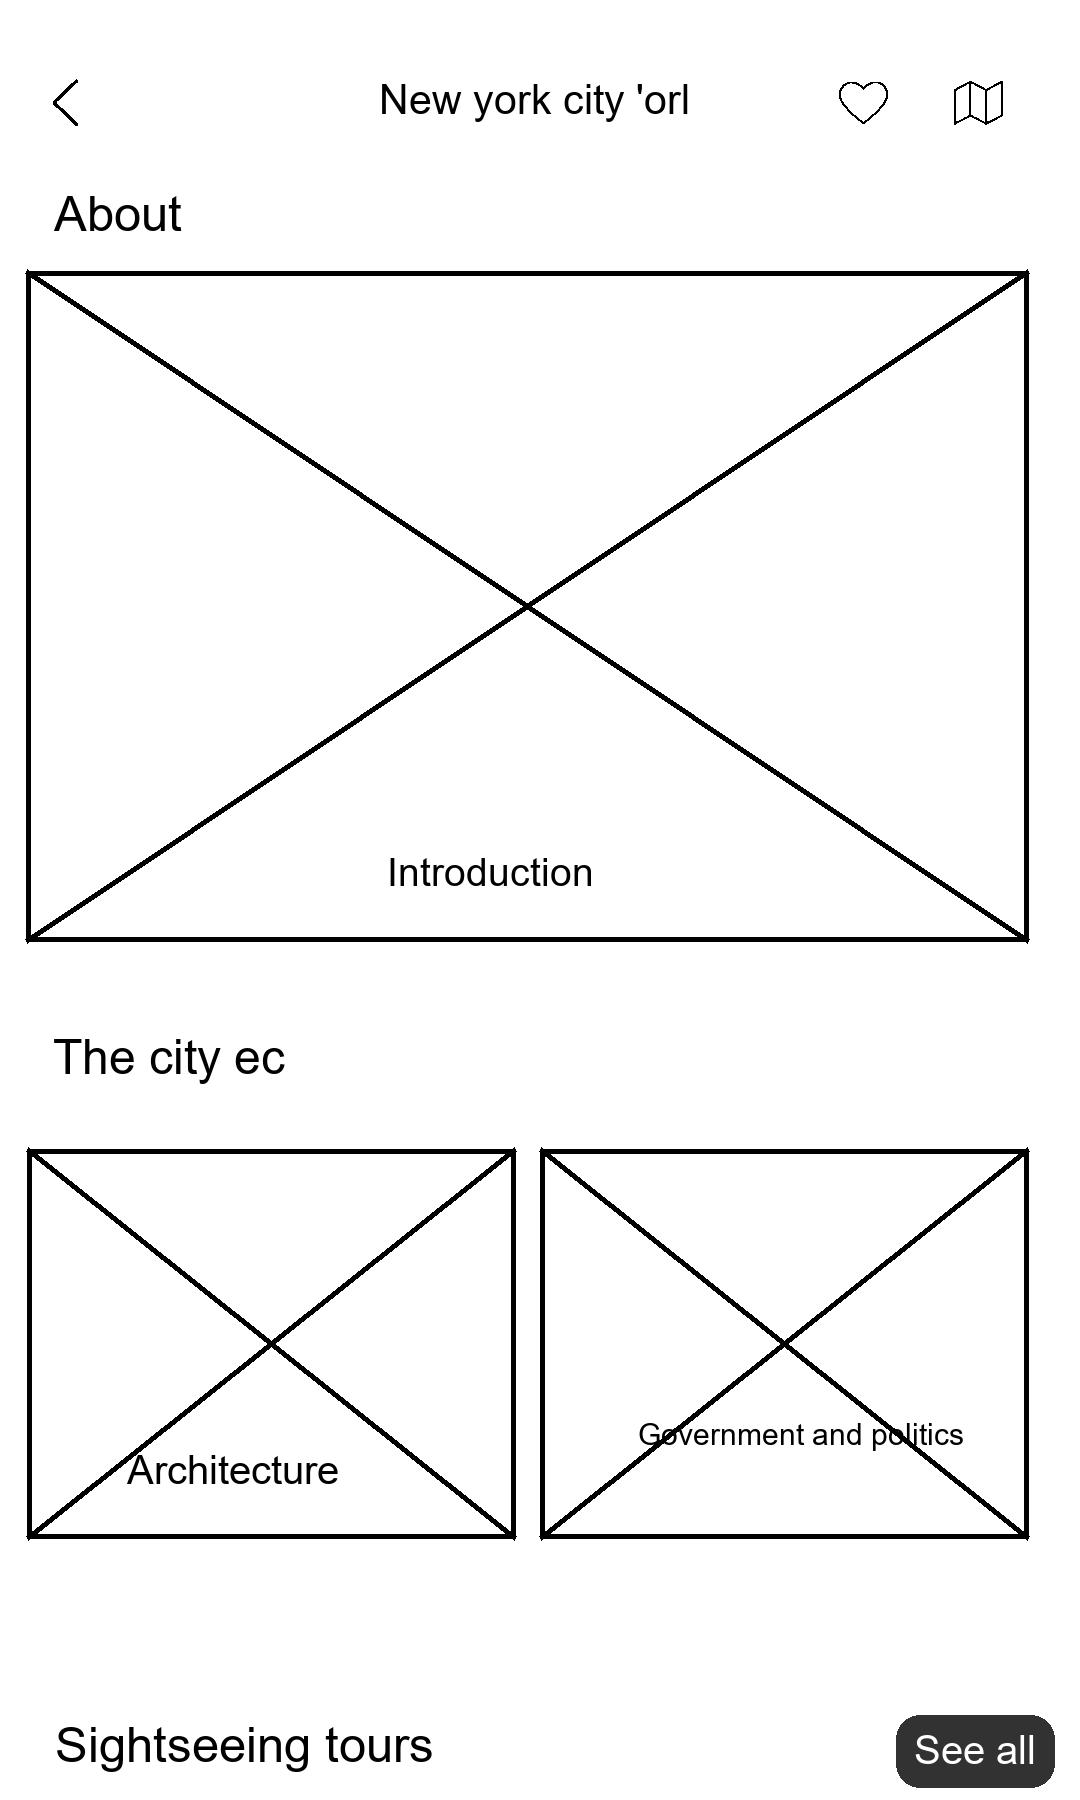 New york city 'orl
About
Introduction
The city ec
Architecture
Government and politics
Sightseeing tours
See all